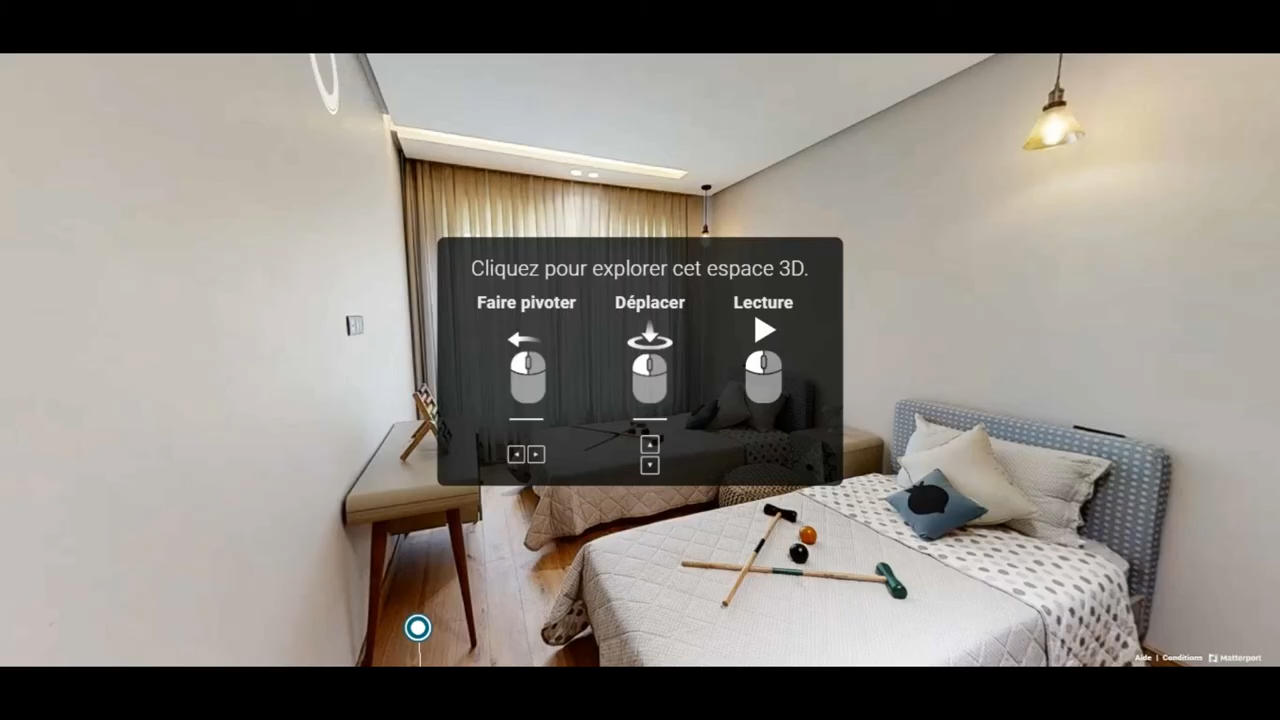 Cliquez pour explorer cet espace 3D.
Faire pivoter Déplacer Lecture
Aide | Conditions Matterport